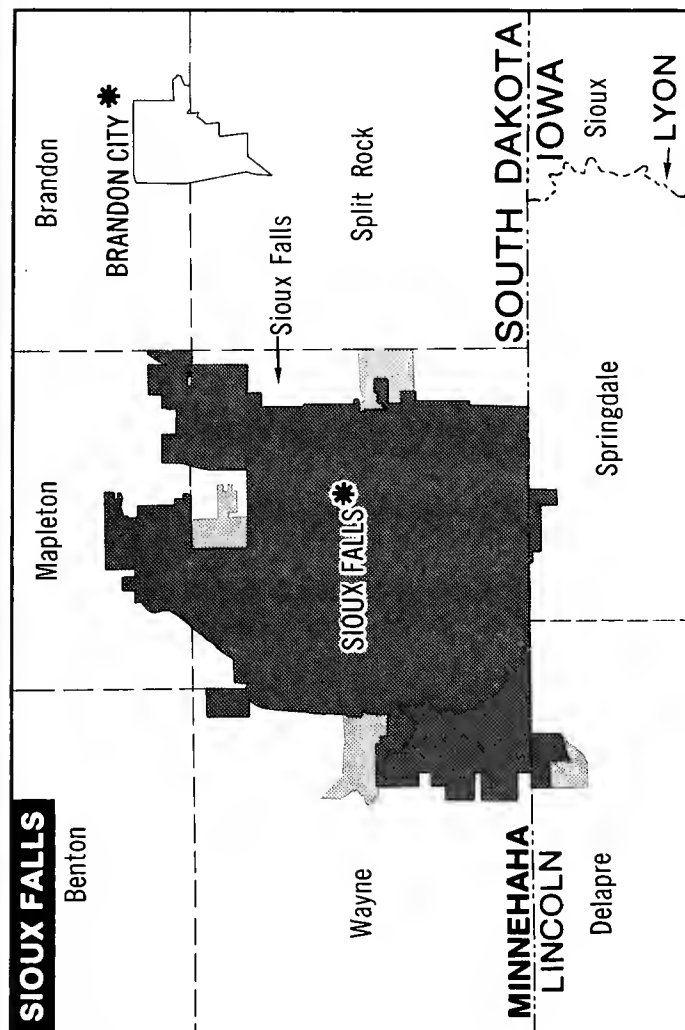 SIOUX FALLS
Benton
Mapleton
Brandon
BRANDON CITY
Wayne
SIOUX FALLS
Sioux Falls
Split Rock
MINNEHAHA
LINCOLN
SOUTH DAKOTA
IOWA
Delapre
Springdale
Sioux
LYON